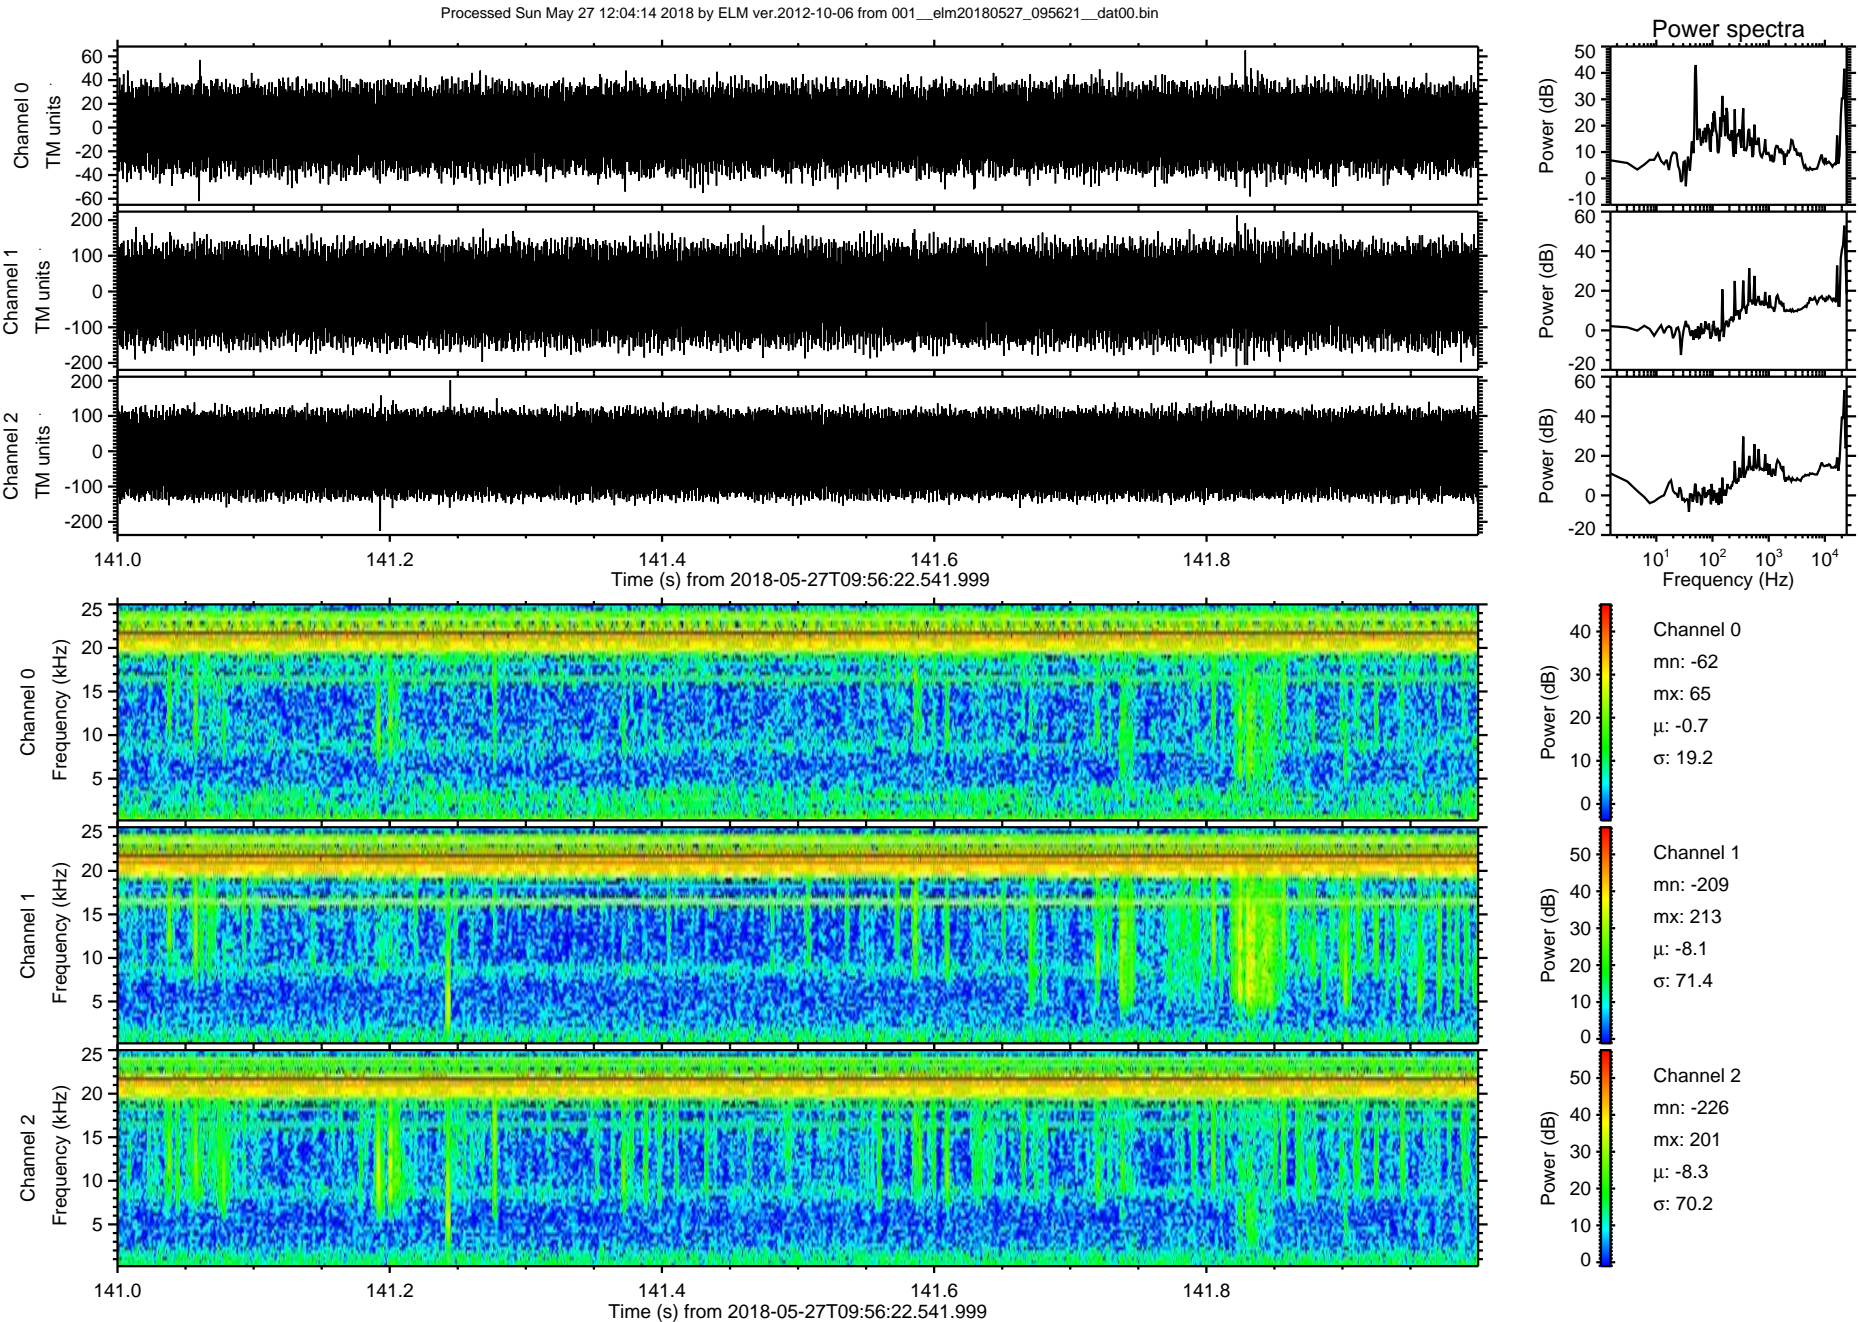 Processed Sun May 27 12:04:14 2018 by ELM ver.2012-10-06 from 001__elm20180527_095621__dat00.bin
Power spectra
Channel 0
TM units
60
40
20
0
-20
-40
-60
Power (dB)
50
40
30
20
10
0
-10
Channel 1
TM units
200
100
0
-100
-200
Power (dB)
60
40
20
0
-20
Channel 2
TM units
200
100
0
-100
-200
Power (dB)
60
40
20
0
-20
141.0 141.2 141.4 141.6 141.8
Time (s) from 2018-05-27T09:56:22.541.999
10^1 10^2 10^3 10^4
Frequency (Hz)
Channel 0
Frequency (kHz)
25
20
15
10
5
Power (dB)
40
30
20
10
0
Channel 0
mn: -62
mx: 65
μ: -0.7
σ: 19.2
Channel 1
Frequency (kHz)
25
20
15
10
5
Power (dB)
50
40
30
20
10
0
Channel 1
mn: -209
mx: 213
μ: -8.1
σ: 71.4
Channel 2
Frequency (kHz)
25
20
15
10
5
Power (dB)
50
40
30
20
10
0
Channel 2
mn: -226
mx: 201
μ: -8.3
σ: 70.2
141.0 141.2 141.4 141.6 141.8
Time (s) from 2018-05-27T09:56:22.541.999